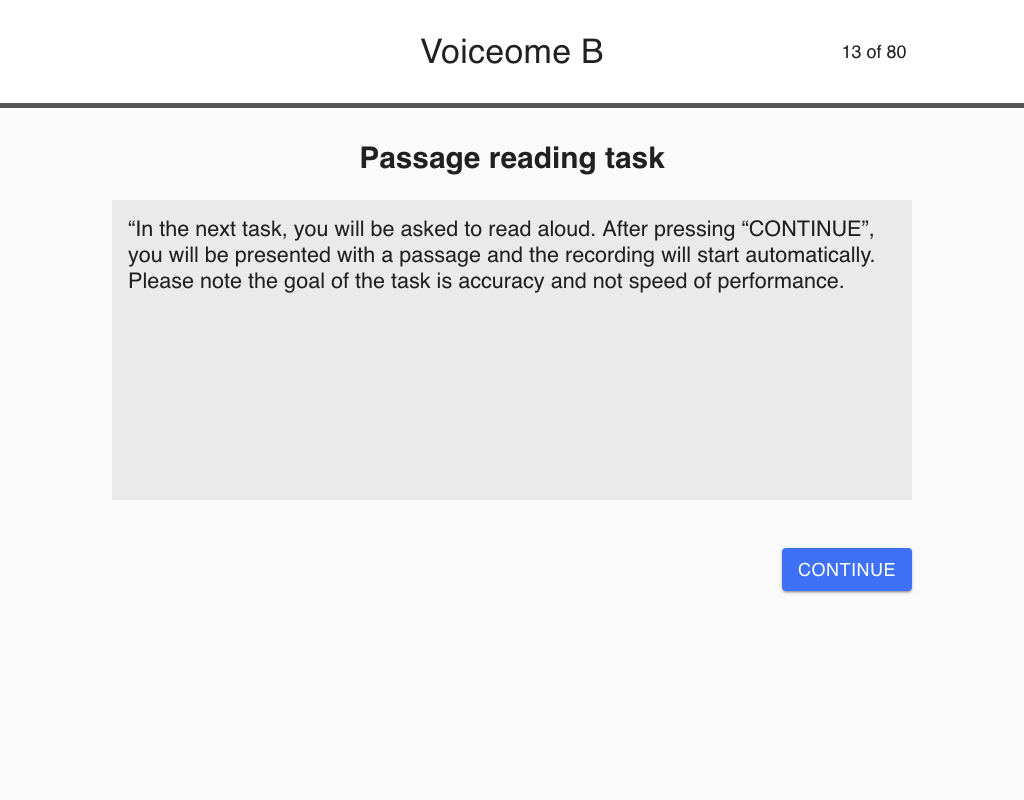 Voiceome B
13 of 80
Passage reading task
“In the next task, you will be asked to read aloud. After pressing “CONTINUE”,
you will be presented with a passage and the recording will start automatically.
Please note the goal of the task is accuracy and not speed of performance.
CONTINUE